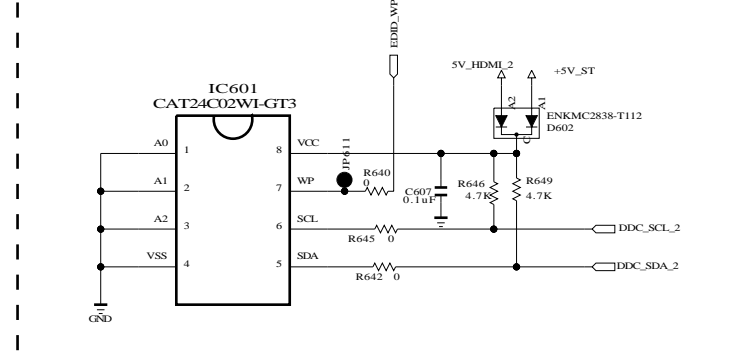 EDID_WP
5V_HDMI_2
+5V_ST
A2
A1
ENKMC2838-T112
D602
C
IC601
CAT24C02WI-GT3
A0
1
8
VCC
JP611
A1
2
7
WP
R640
0
C607
0.1uF
R646
4.7K
R649
4.7K
A2
3
6
SCL
R645
0
DDC_SCL_2
VSS
4
5
SDA
R642
0
DDC_SDA_2
GND